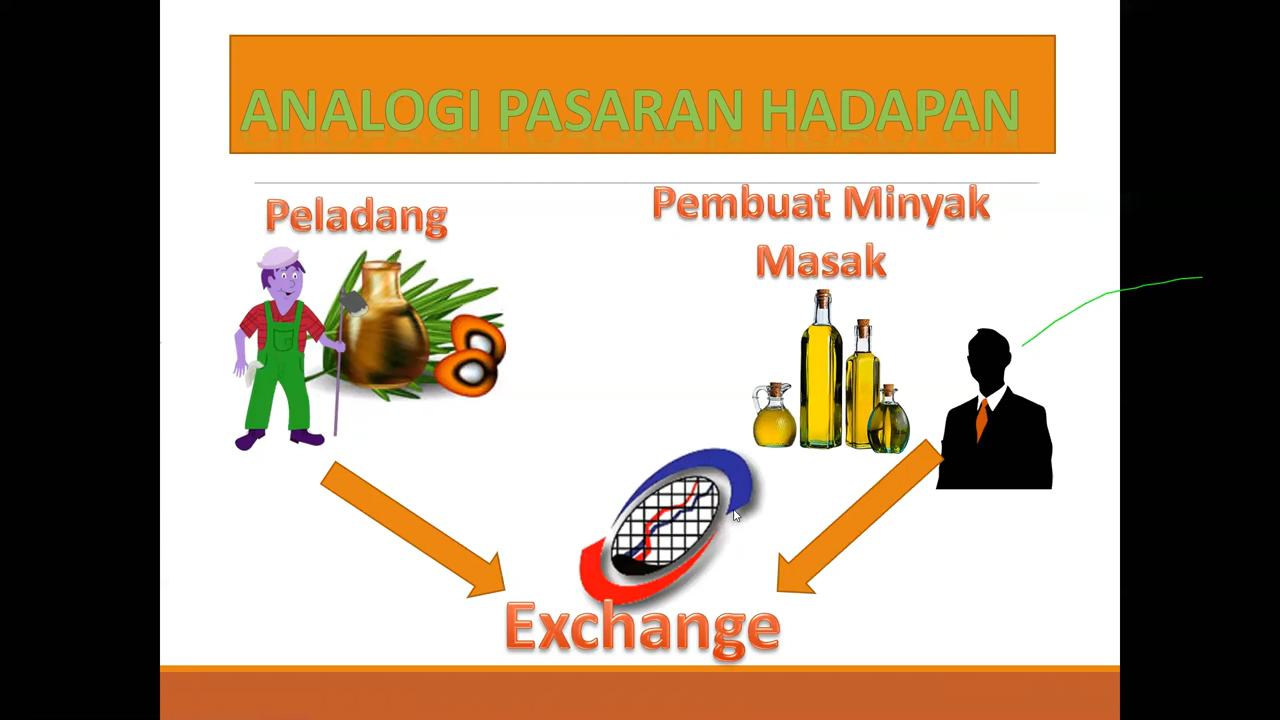 ANALOGI PASARAN HADAPAN
Peladang
Pembuat Minyak
Masak
Exchange